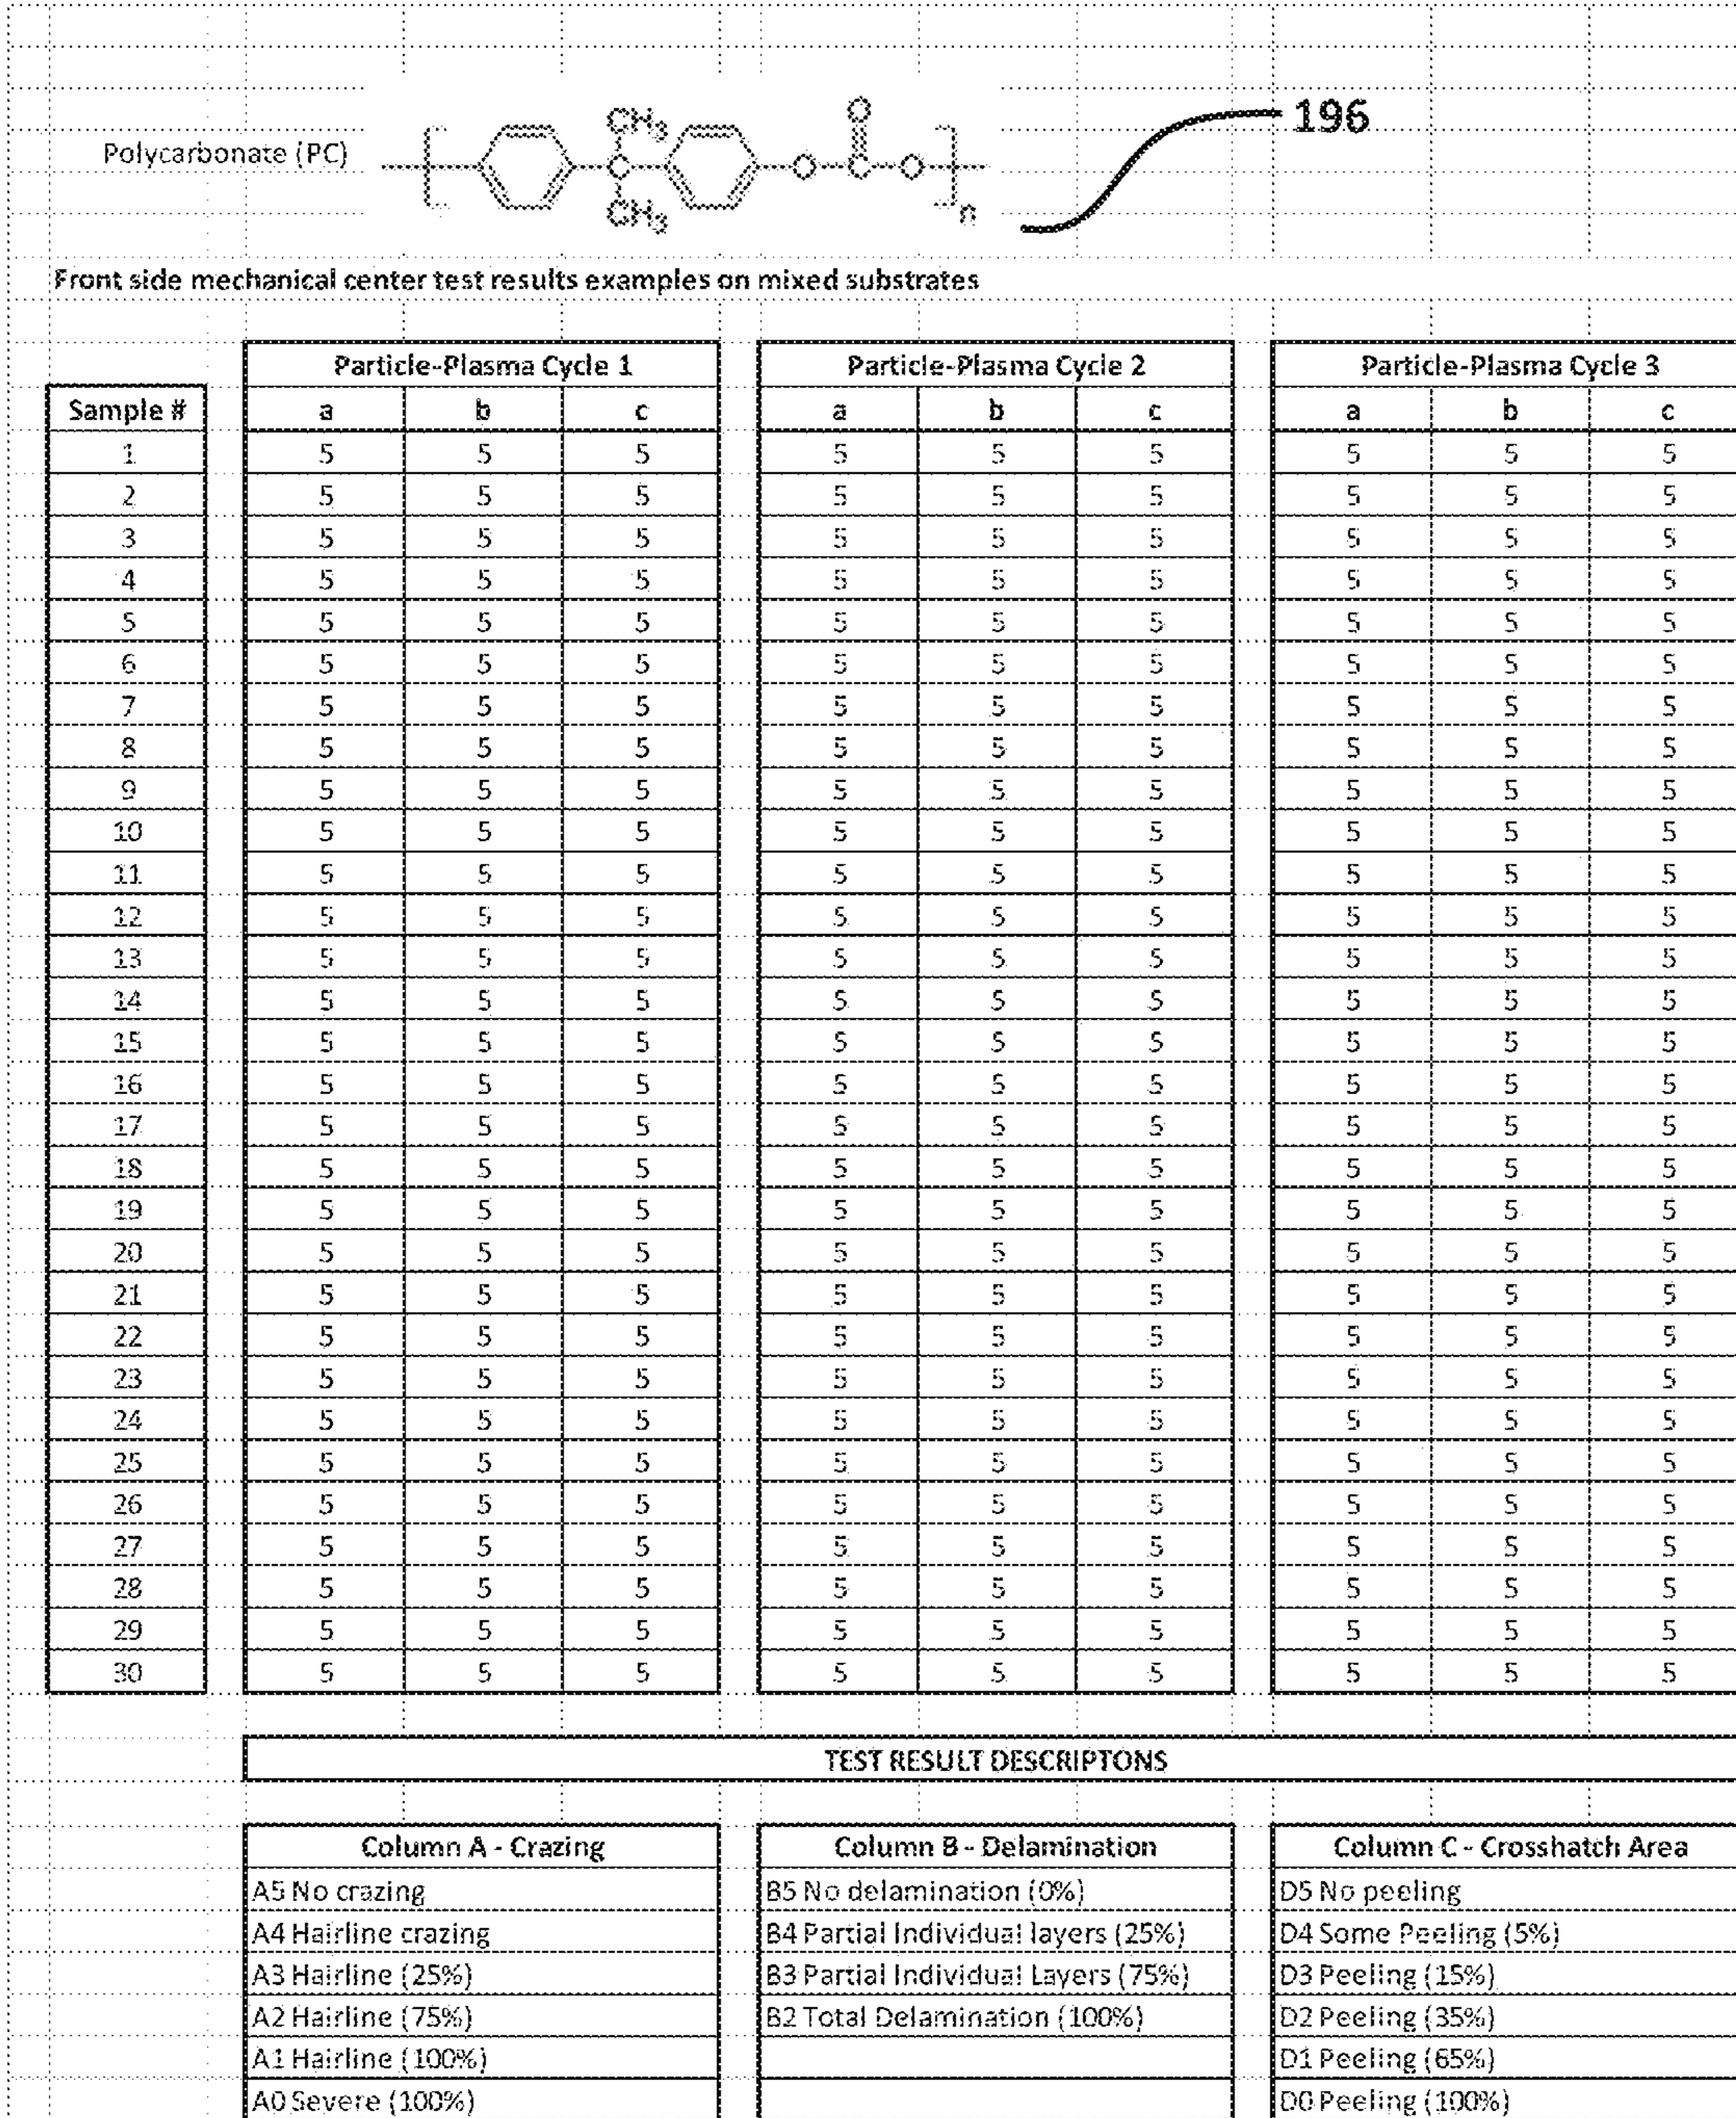 196
Polycarbonate (PC)
O
CH3
C
O
C
O
CH3
n
Front side mechanical center test results examples on mixed substrates
Particle-Plasma Cycle 1 Particle-Plasma Cycle 2 Particle-Plasma Cycle 3
Sample # a b c a b c a b c
1 5 5 5 5 5 5 5 5 5
2 5 5 5 5 5 5 5 5 5
3 5 5 5 5 5 5 5 5 5
4 5 5 5 5 5 5 5 5 5
5 5 5 5 5 5 5 5 5 5
6 5 5 5 5 5 5 5 5 5
7 5 5 5 5 5 5 5 5 5
8 5 5 5 5 5 5 5 5 5
9 5 5 5 5 5 5 5 5 5
10 5 5 5 5 5 5 5 5 5
11 5 5 5 5 5 5 5 5 5
12 5 5 5 5 5 5 5 5 5
13 5 5 5 5 5 5 5 5 5
14 5 5 5 5 5 5 5 5 5
15 5 5 5 5 5 5 5 5 5
16 5 5 5 5 5 5 5 5 5
17 5 5 5 5 5 5 5 5 5
18 5 5 5 5 5 5 5 5 5
19 5 5 5 5 5 5 5 5 5
20 5 5 5 5 5 5 5 5 5
21 5 5 5 5 5 5 5 5 5
22 5 5 5 5 5 5 5 5 5
23 5 5 5 5 5 5 5 5 5
24 5 5 5 5 5 5 5 5 5
25 5 5 5 5 5 5 5 5 5
26 5 5 5 5 5 5 5 5 5
27 5 5 5 5 5 5 5 5 5
28 5 5 5 5 5 5 5 5 5
29 5 5 5 5 5 5 5 5 5
30 5 5 5 5 5 5 5 5 5
TEST RESULT DESCRIPTONS
Column A - Crazing Column B - Delamination Column C - Crosshatch Area
A5 No crazing B5 No delamination (0%) D5 No peeling
A4 Hairline crazing B4 Partial Individual layers (25%) D4 Some Peeling (5%)
A3 Hairline (25%) B3 Partial Individual Layers (75%) D3 Peeling (15%)
A2 Hairline (75%) B2 Total Delamination (100%) D2 Peeling (35%)
A1 Hairline (100%) D1 Peeling (65%)
A0 Severe (100%) D0 Peeling (100%)